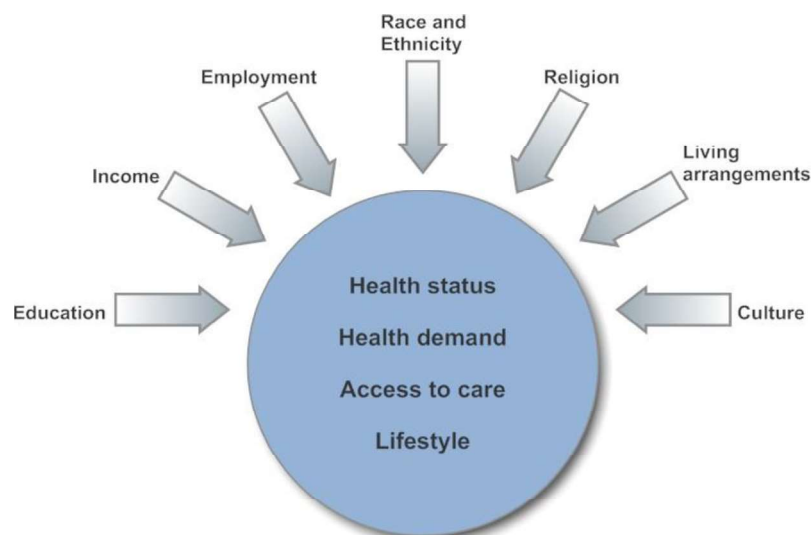 Race and
Ethnicity
Employment
Religion
Income
Living
arrangements
Education
Culture
Health status
Health demand
Access to care
Lifestyle